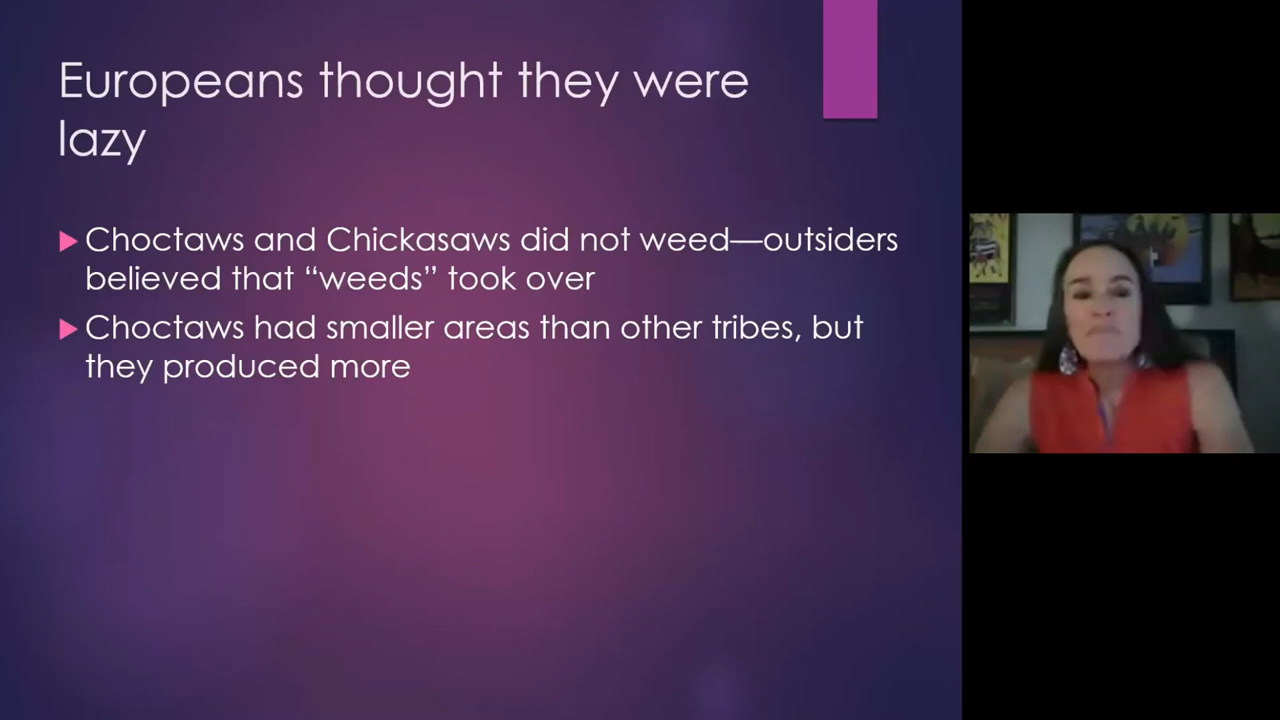 Europeans thought they were
lazy
Choctaws and Chickasaws did not weed—outsiders
believed that “weeds” took over
Choctaws had smaller areas than other tribes, but
they produced more